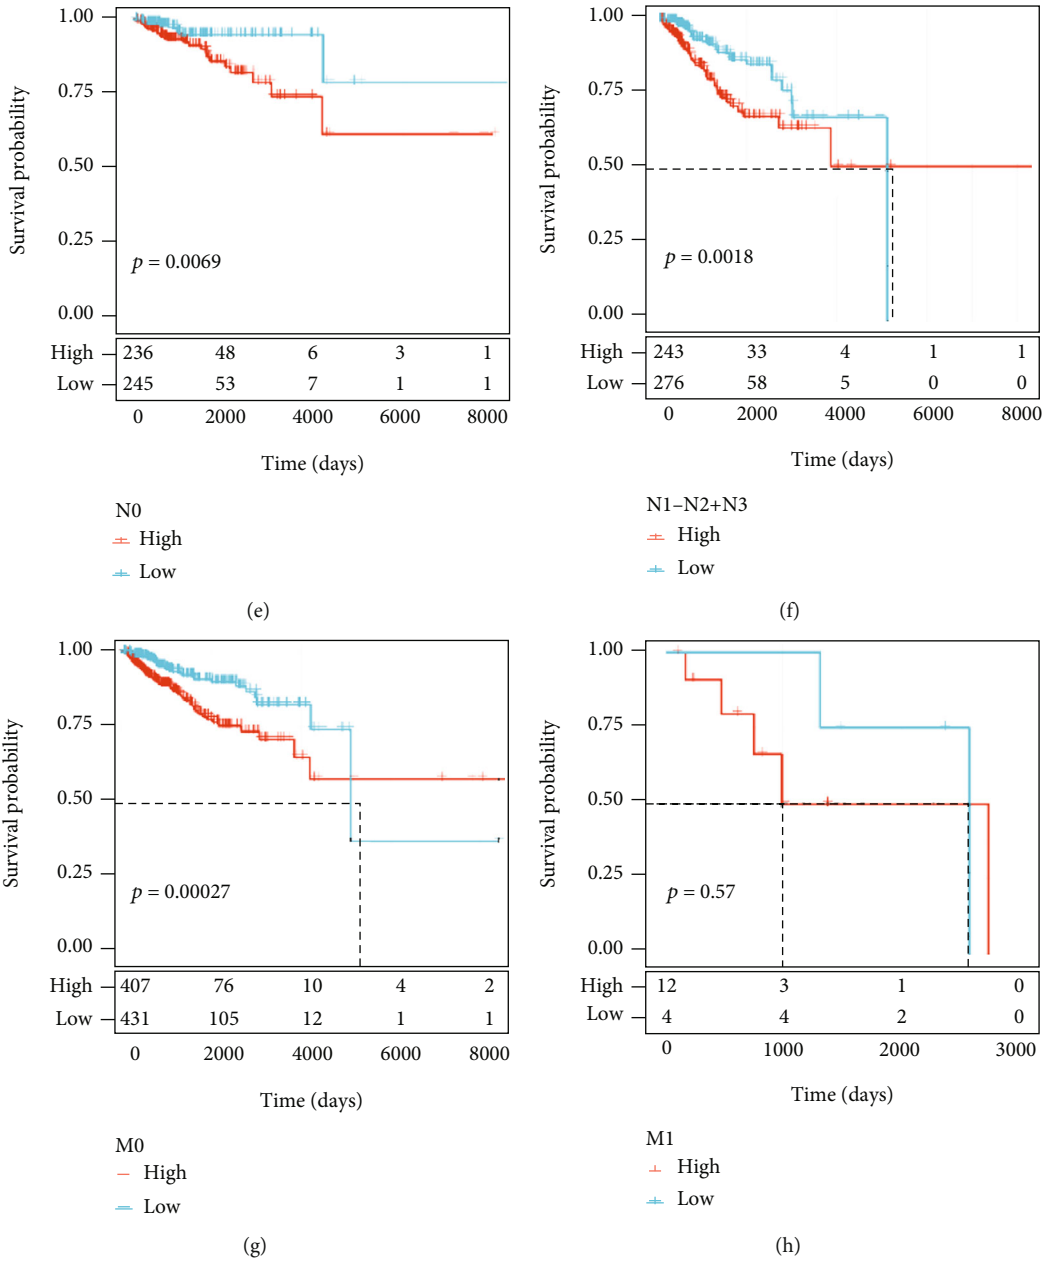 1.00
0.75
0.50
0.25
0.00
Survival probability
p = 0.0069
High 236 48 6 3 1
Low 245 53 7 1 1
0 2000 4000 6000 8000
Time (days)
N0
High
Low
(e)
1.00
0.75
0.50
0.25
0.00
Survival probability
p = 0.0018
High 243 33 4 1 1
Low 276 58 5 0 0
0 2000 4000 6000 8000
Time (days)
N1–N2+N3
High
Low
(f)
1.00
0.75
0.50
0.25
0.00
Survival probability
p = 0.00027
High 407 76 10 4 2
Low 431 105 12 1 1
0 2000 4000 6000 8000
Time (days)
M0
High
Low
(g)
1.00
0.75
0.50
0.25
0.00
Survival probability
p = 0.57
High 12 3 1 0
Low 4 4 2 0
0 1000 2000 3000
Time (days)
M1
High
Low
(h)